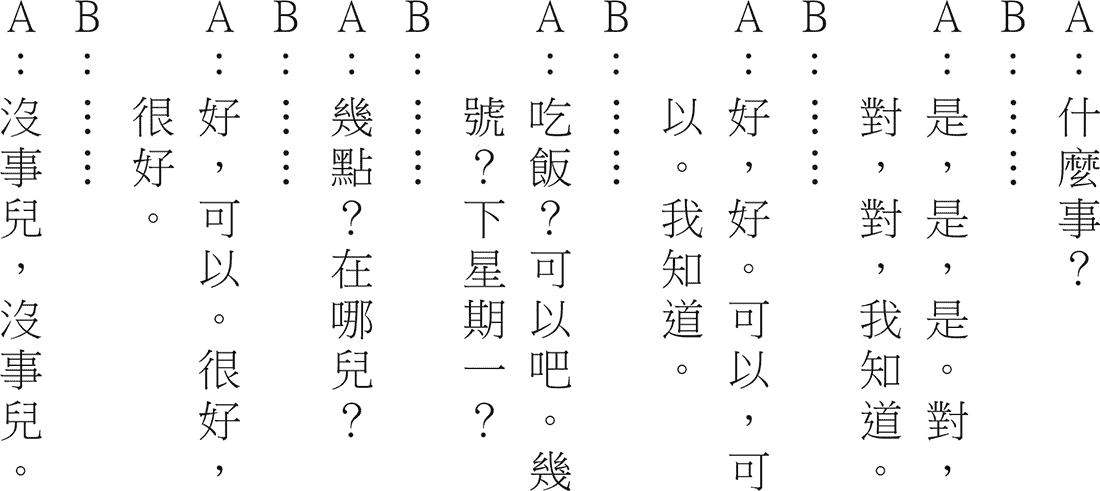 A：什麼事？
B：⋯⋯⋯
A：是，是，是。對，
對，對，我知道。
B：⋯⋯⋯
A：好，好。可以，可
以。我知道。
B：⋯⋯⋯
A：吃飯？可以吧。幾
號？下星期一？
B：⋯⋯⋯
A：幾點？在哪兒？
B：⋯⋯⋯
A：好，可以。很好，
很好。
B：⋯⋯⋯
A：沒事兒，沒事兒。